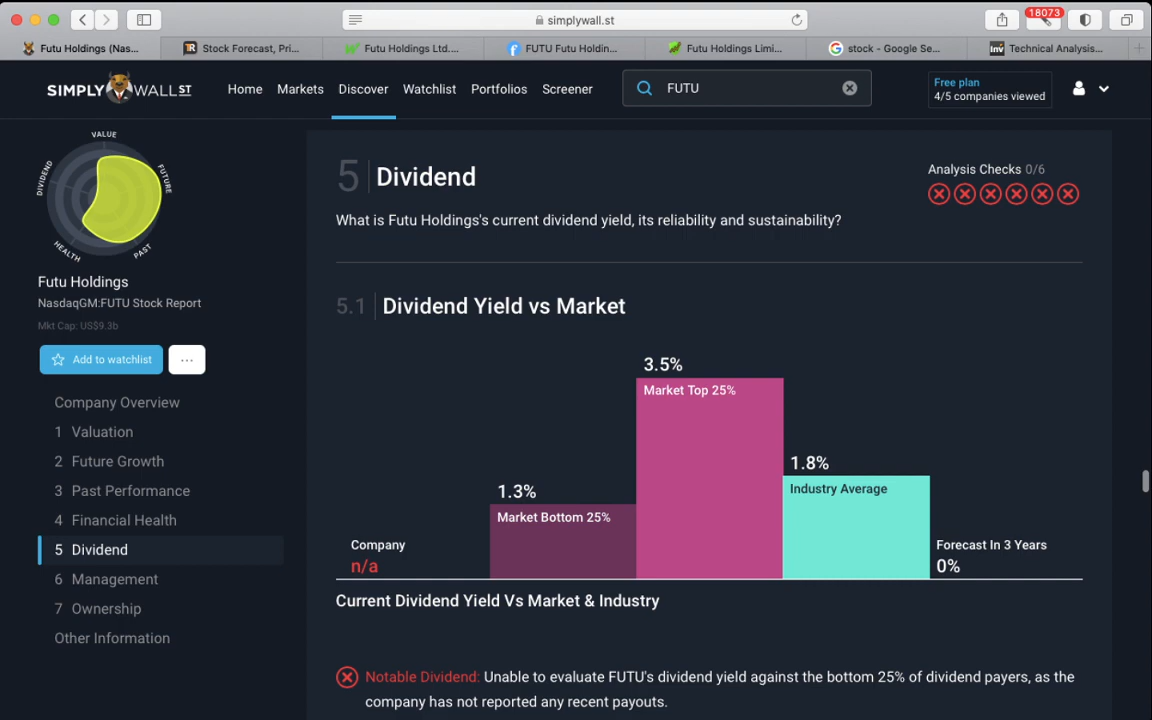 simplywall.st
18073
Futu Holdings (Nas...
Stock Forecast, Pri...
Futu Holdings Ltd....
FUTU Futu Holdin...
Futu Holdings Limi...
stock - Google Se...
Inv
Technical Analysis...
SIMPLY WALL ST
Home
Markets
Discover
Watchlist
Portfolios
Screener
FUTU
Free plan
4/5 companies viewed
VALUE
FUTURE
PAST
HEALTH
DIVIDEND
Futu Holdings
NasdaqGM:FUTU Stock Report
Mkt Cap: US$9.3b
Add to watchlist
...
Company Overview
1 Valuation
2 Future Growth
3 Past Performance
4 Financial Health
5 Dividend
6 Management
7 Ownership
Other Information
5 Dividend
Analysis Checks 0/6
What is Futu Holdings's current dividend yield, its reliability and sustainability?
5.1 Dividend Yield vs Market
Company
n/a
1.3%
Market Bottom 25%
3.5%
Market Top 25%
1.8%
Industry Average
Forecast In 3 Years
0%
Current Dividend Yield Vs Market & Industry
Notable Dividend: Unable to evaluate FUTU's dividend yield against the bottom 25% of dividend payers, as the
company has not reported any recent payouts.